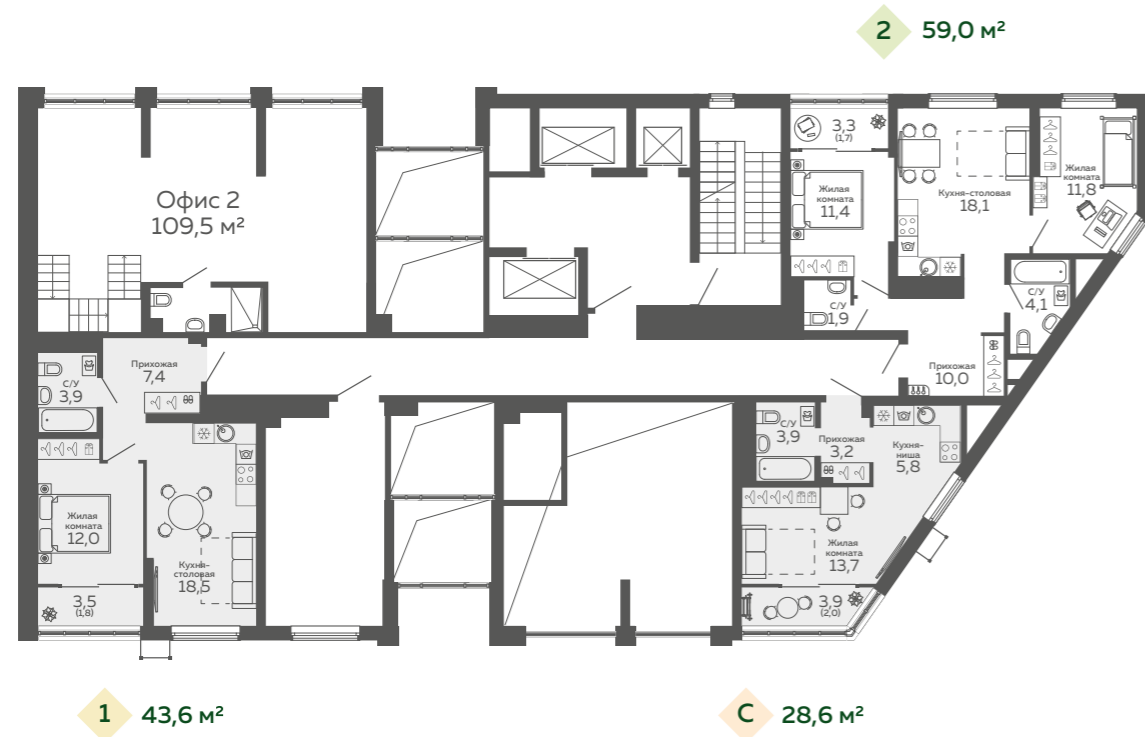 2 59,0 м²
3,3
(1,7)
Жилая
комната
11,4
Кухня-столовая
18,1
Жилая
комната
11,8
Офис 2
109,5 м²
С/У
1,9
С/У
4,1
Прихожая
7,4
С/У
3,9
Прихожая
10,0
С/У
3,9
Прихожая
3,2
Кухня-
ниша
5,8
Жилая
комната
12,0
Кухня-
столовая
18,5
Жилая
комната
13,7
3,5
(1,8)
3,9
(2,0)
1 43,6 м²
С 28,6 м²